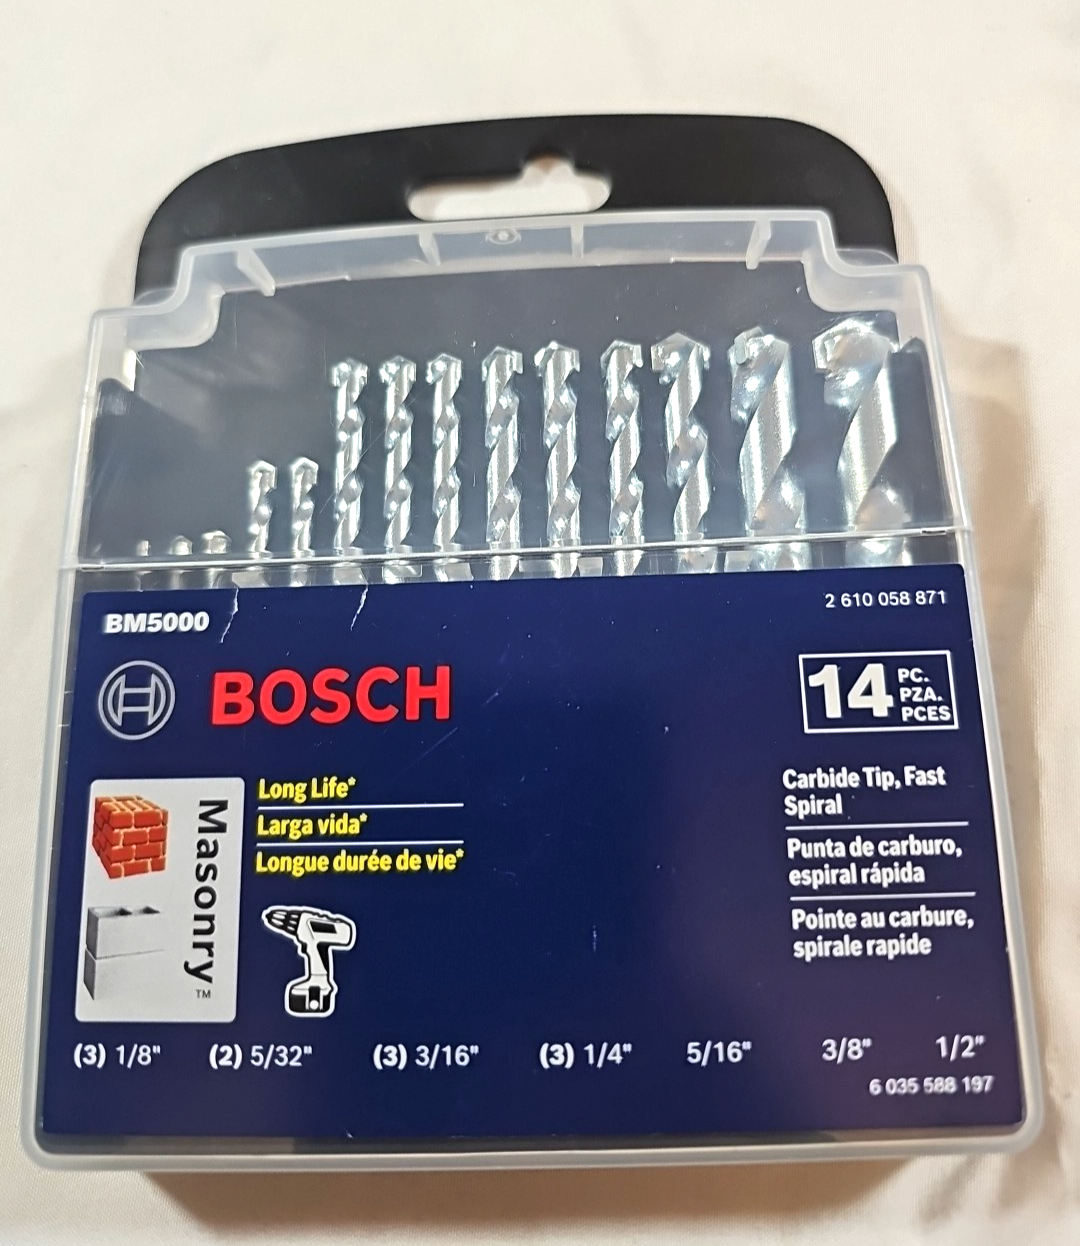 BM5000
2 610 058 871
BOSCH
14 PC.
PZA.
PCES
Masonry™
Long Life*
Larga vida*
Longue durée de vie*
Carbide Tip, Fast
Spiral
Punta de carburo,
espiral rápida
Pointe au carbure,
spirale rapide
(3) 1/8" (2) 5/32" (3) 3/16" (3) 1/4" 5/16" 3/8" 1/2"
6 035 588 197